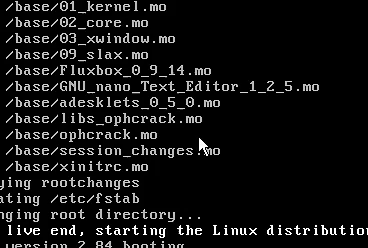 /base/01_kernel.mo
/base/02_core.mo
/base/03_xwindow.mo
/base/09_slax.mo
/base/Fluxbox_0_9_14.mo
/base/GNU_nano_Text_Editor_1_2_5.mo
/base/adesklets_0_5_0.mo
/base/libs_ophcrack.mo
/base/ophcrack.mo
/base/session_changes.mo
/base/xinitrc.mo
ying rootchanges
ating /etc/fstab
nging root directory...
live end, starting the Linux distribution
version 2.84 booting